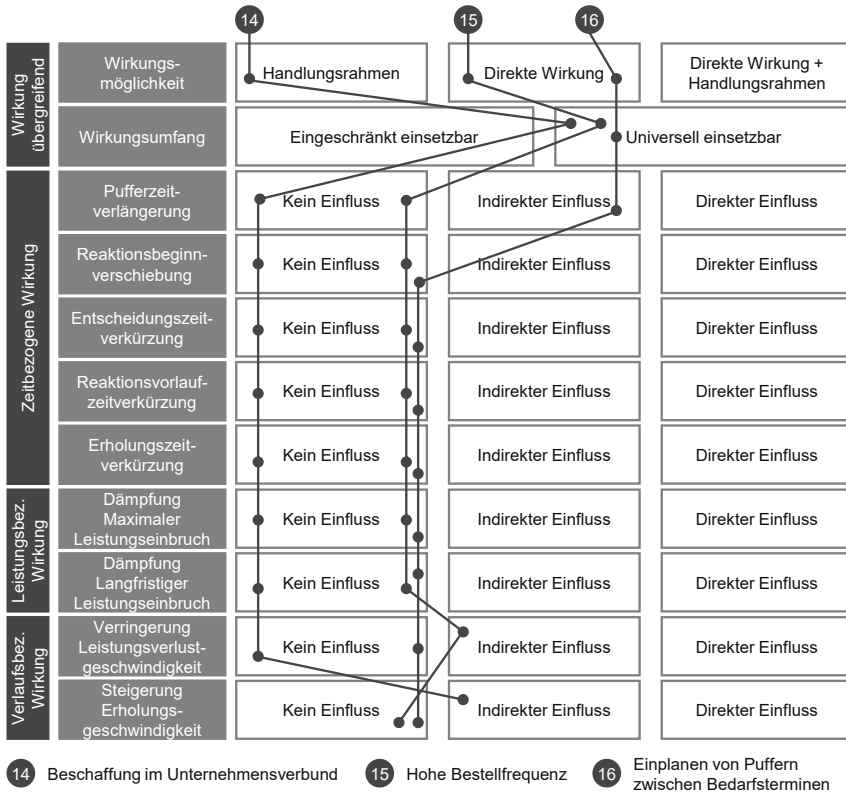 14 15 16
Wirkung
übergreifend
Wirkungs-
möglichkeit
Handlungsrahmen
Direkte Wirkung
Direkte Wirkung +
Handlungsrahmen
Wirkungsumfang
Eingeschränkt einsetzbar
Universell einsetzbar
Zeitbezogene Wirkung
Pufferzeit-
verlängerung
Kein Einfluss Indirekter Einfluss Direkter Einfluss
Reaktionsbeginn-
verschiebung
Kein Einfluss Indirekter Einfluss Direkter Einfluss
Entscheidungszeit-
verkürzung
Kein Einfluss Indirekter Einfluss Direkter Einfluss
Reaktionsvorlauf-
zeitverkürzung
Kein Einfluss Indirekter Einfluss Direkter Einfluss
Erholungszeit-
verkürzung
Kein Einfluss Indirekter Einfluss Direkter Einfluss
Leistungsbez.
Wirkung
Dämpfung
Maximaler
Leistungseinbruch
Kein Einfluss Indirekter Einfluss Direkter Einfluss
Dämpfung
Langfristiger
Leistungseinbruch
Kein Einfluss Indirekter Einfluss Direkter Einfluss
Verlaufsbez.
Wirkung
Verringerung
Leistungsverlust-
geschwindigkeit
Kein Einfluss Indirekter Einfluss Direkter Einfluss
Steigerung
Erholungs-
geschwindigkeit
Kein Einfluss Indirekter Einfluss Direkter Einfluss
14 Beschaffung im Unternehmensverbund
15 Hohe Bestellfrequenz
16 Einplanen von Puffern
zwischen Bedarfsterminen